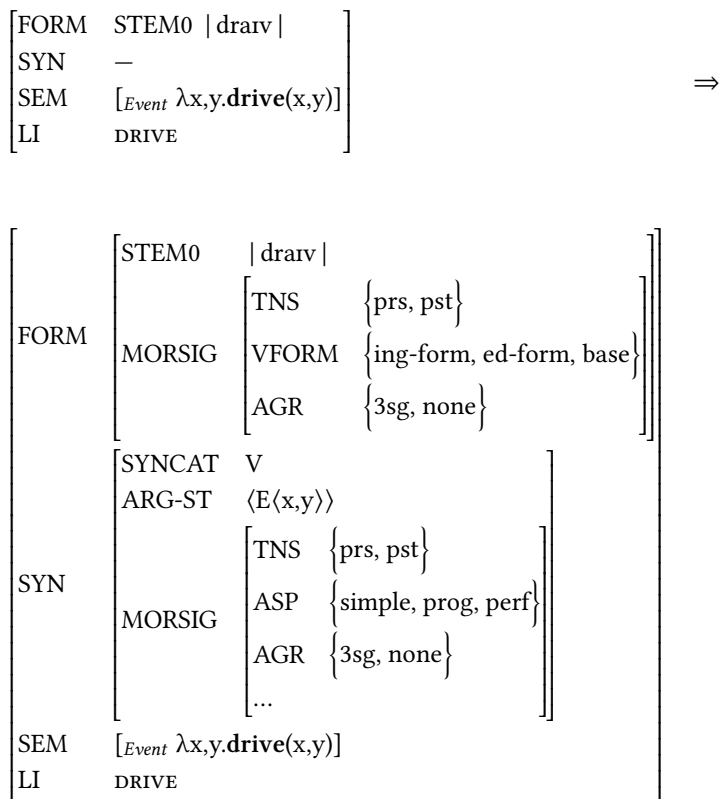 FORM STEM0 |draɪv|
SYN —
SEM [Event λx,y.drive(x,y)]
LI DRIVE
⇒
FORM
STEM0 |draɪv|
MORSIG
TNS {prs, pst}
VFORM {ing-form, ed-form, base}
AGR {3sg, none}
SYN
SYNCAT V
ARG-ST ⟨E⟨x,y⟩⟩
MORSIG
TNS {prs, pst}
ASP {simple, prog, perf}
AGR {3sg, none}
...
SEM [Event λx,y.drive(x,y)]
LI DRIVE